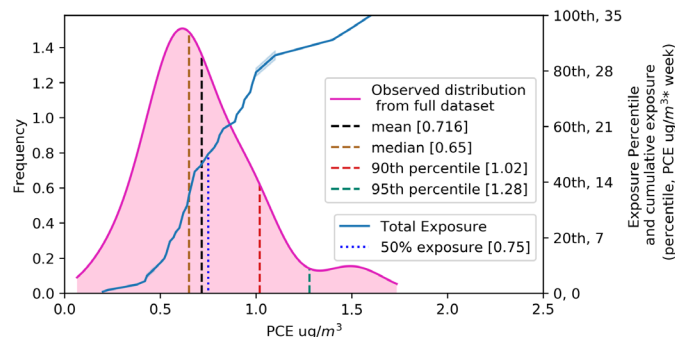 1.4
1.2
1.0
0.8
0.6
0.4
0.2
0.0
Frequency
0.0
0.5
1.0
1.5
2.0
2.5
PCE ug/m³
Observed distribution
from full dataset
mean [0.716]
median [0.65]
90th percentile [1.02]
95th percentile [1.28]
Total Exposure
50% exposure [0.75]
100th, 35
80th, 28
60th, 21
40th, 14
20th, 7
0, 0
Exposure Percentile
and cumulative exposure
(percentile, PCE ug/m³* week)